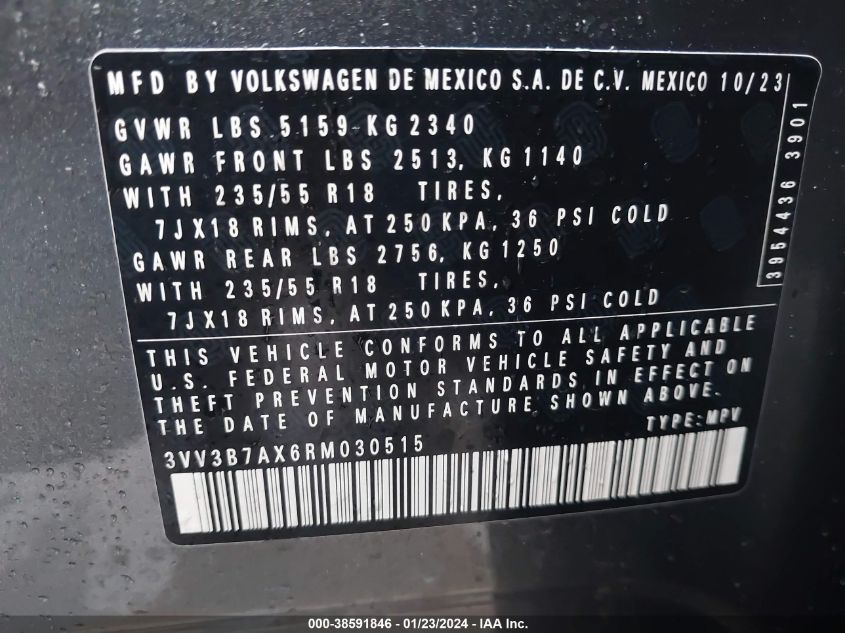 MFD BY VOLKSWAGEN DE MEXICO S.A. DE C.V. MEXICO 10/23
GVWR LBS 5159 KG 2340
GAWR FRONT LBS 2513, KG 1140
WITH 235/55 R18 TIRES,
7JX18 RIMS, AT 250 KPA, 36 PSI COLD
GAWR REAR LBS 2756, KG 1250
WITH 235/55 R18 TIRES,
7JX18 RIMS, AT 250 KPA, 36 PSI COLD
3954436 3901
THIS VEHICLE CONFORMS TO ALL APPLICABLE
U.S. FEDERAL MOTOR VEHICLE SAFETY AND
THEFT PREVENTION STANDARDS IN EFFECT ON
THE DATE OF MANUFACTURE SHOWN ABOVE.
TYPE:MPV
3VV3B7AX6RM030515
000-38591846 - 01/23/2024 - IAA Inc.